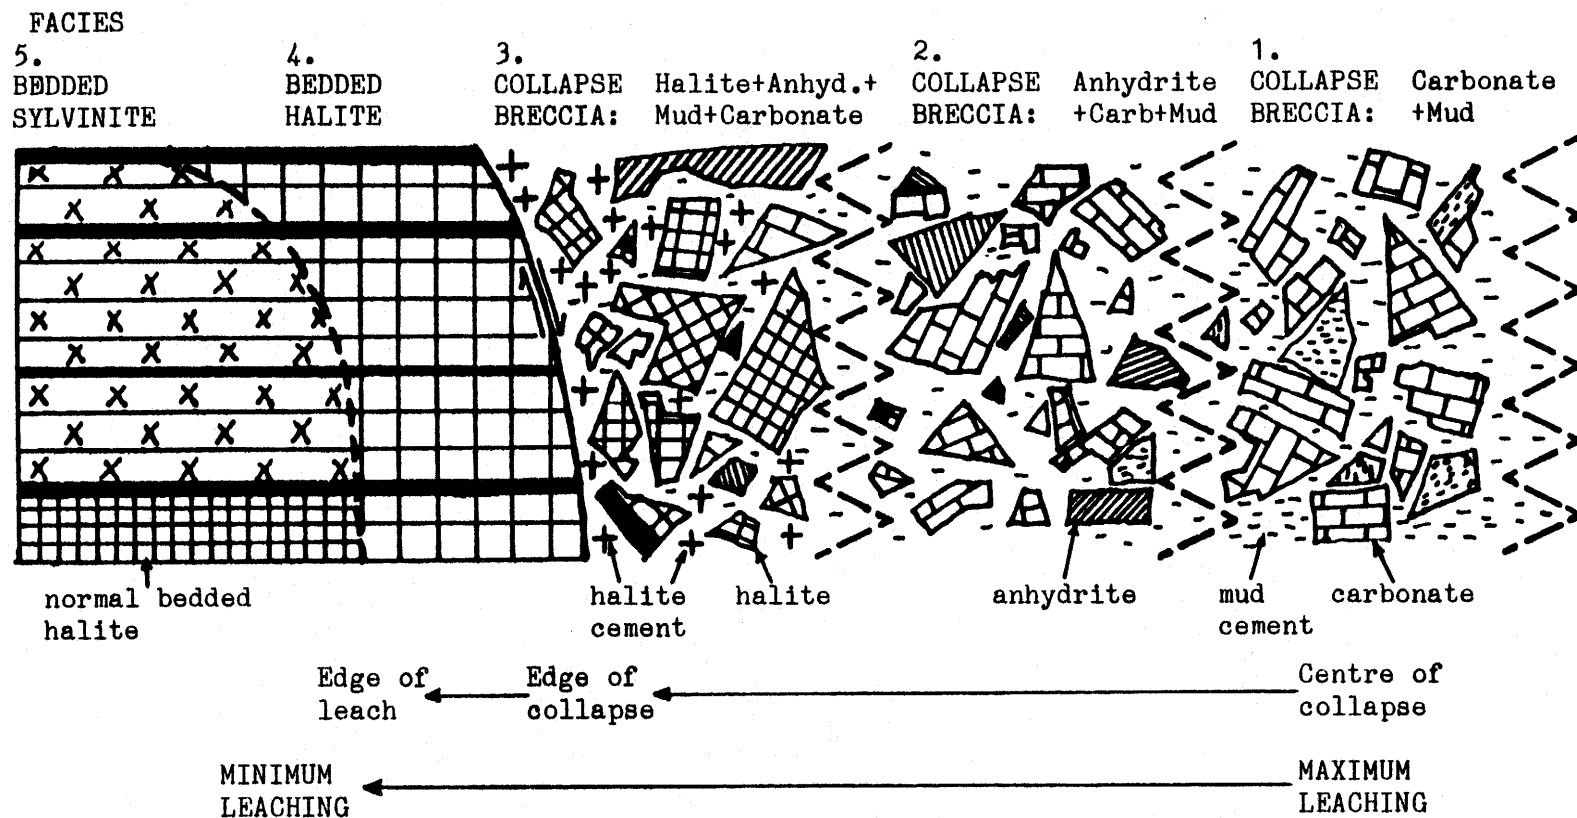 FACIES
5.
BEDDED
SYLVINITE
4.
BEDDED
HALITE
3.
COLLAPSE Halite+Anhyd.+
BRECCIA: Mud+Carbonate
2.
COLLAPSE Anhydrite
BRECCIA: +Carb+Mud
1.
COLLAPSE Carbonate
BRECCIA: +Mud
normal bedded
halite
halite
cement
halite
anhydrite
mud
cement
carbonate
Edge of
leach
Edge of
collapse
Centre of
collapse
MINIMUM
LEACHING
MAXIMUM
LEACHING